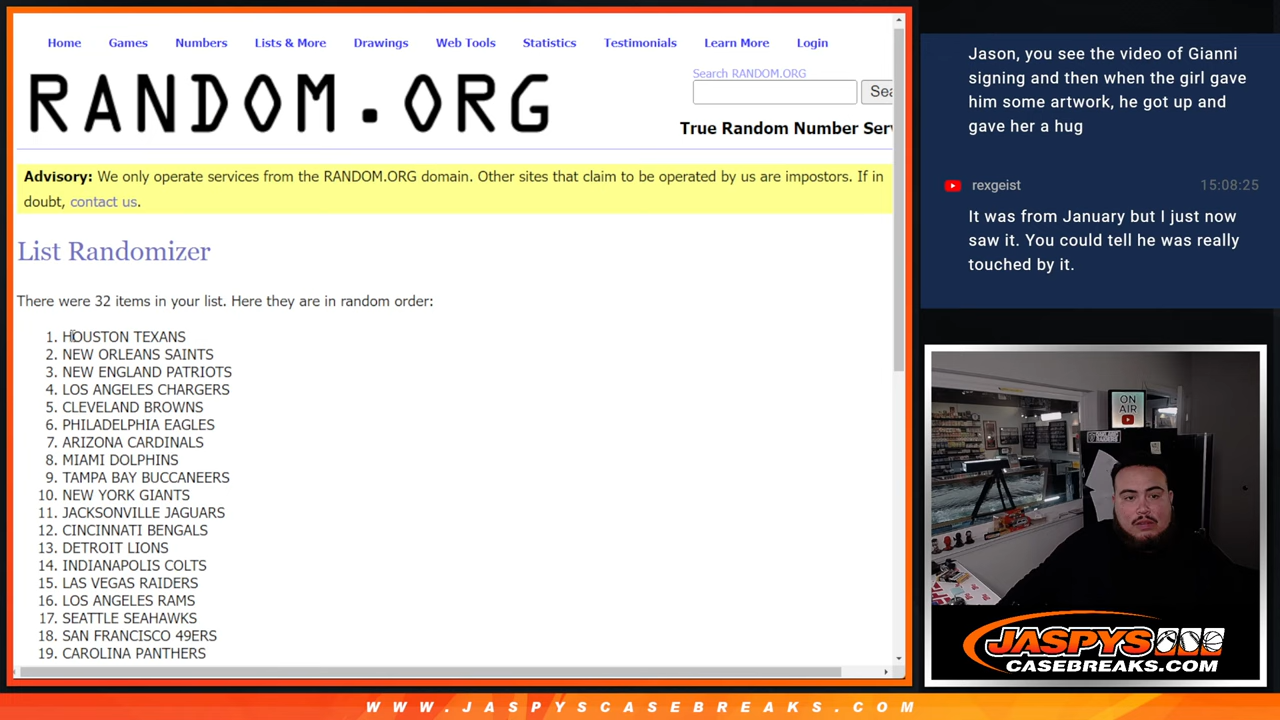 Home Games Numbers Lists & More Drawings Web Tools Statistics Testimonials Learn More Login
RANDOM.ORG
Search RANDOM.ORG
Sea
True Random Number Serv
Advisory: We only operate services from the RANDOM.ORG domain. Other sites that claim to be operated by us are impostors. If in
doubt, contact us.
List Randomizer
There were 32 items in your list. Here they are in random order:
1. HOUSTON TEXANS
2. NEW ORLEANS SAINTS
3. NEW ENGLAND PATRIOTS
4. LOS ANGELES CHARGERS
5. CLEVELAND BROWNS
6. PHILADELPHIA EAGLES
7. ARIZONA CARDINALS
8. MIAMI DOLPHINS
9. TAMPA BAY BUCCANEERS
10. NEW YORK GIANTS
11. JACKSONVILLE JAGUARS
12. CINCINNATI BENGALS
13. DETROIT LIONS
14. INDIANAPOLIS COLTS
15. LAS VEGAS RAIDERS
16. LOS ANGELES RAMS
17. SEATTLE SEAHAWKS
18. SAN FRANCISCO 49ERS
19. CAROLINA PANTHERS
Jason, you see the video of Gianni
signing and then when the girl gave
him some artwork, he got up and
gave her a hug
rexgeist 15:08:25
It was from January but I just now
saw it. You could tell he was really
touched by it.
ON
AIR
JASPYS
CASEBREAKS.COM
WWW.JASPYSCASEBREAKS.COM